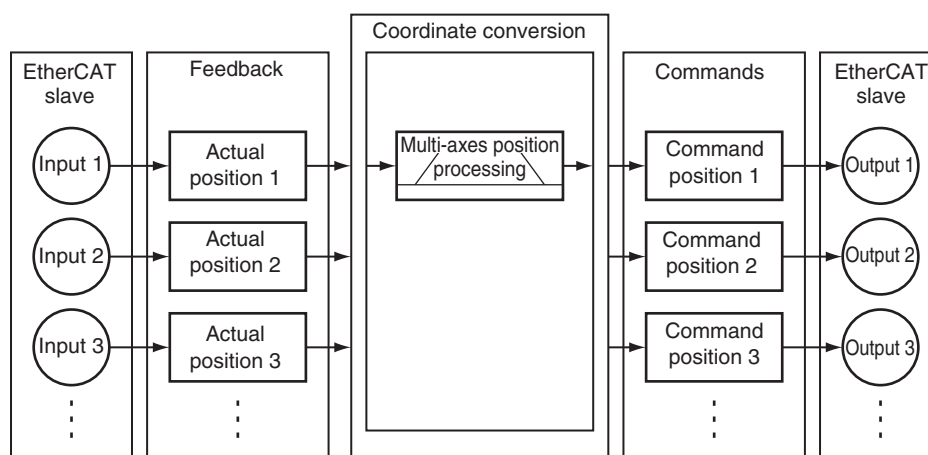 EtherCAT
slave
Input 1
Input 2
Input 3
Feedback
Actual
position 1
Actual
position 2
Actual
position 3
Coordinate conversion
Multi-axes position
processing
Commands
Command
position 1
Command
position 2
Command
position 3
EtherCAT
slave
Output 1
Output 2
Output 3